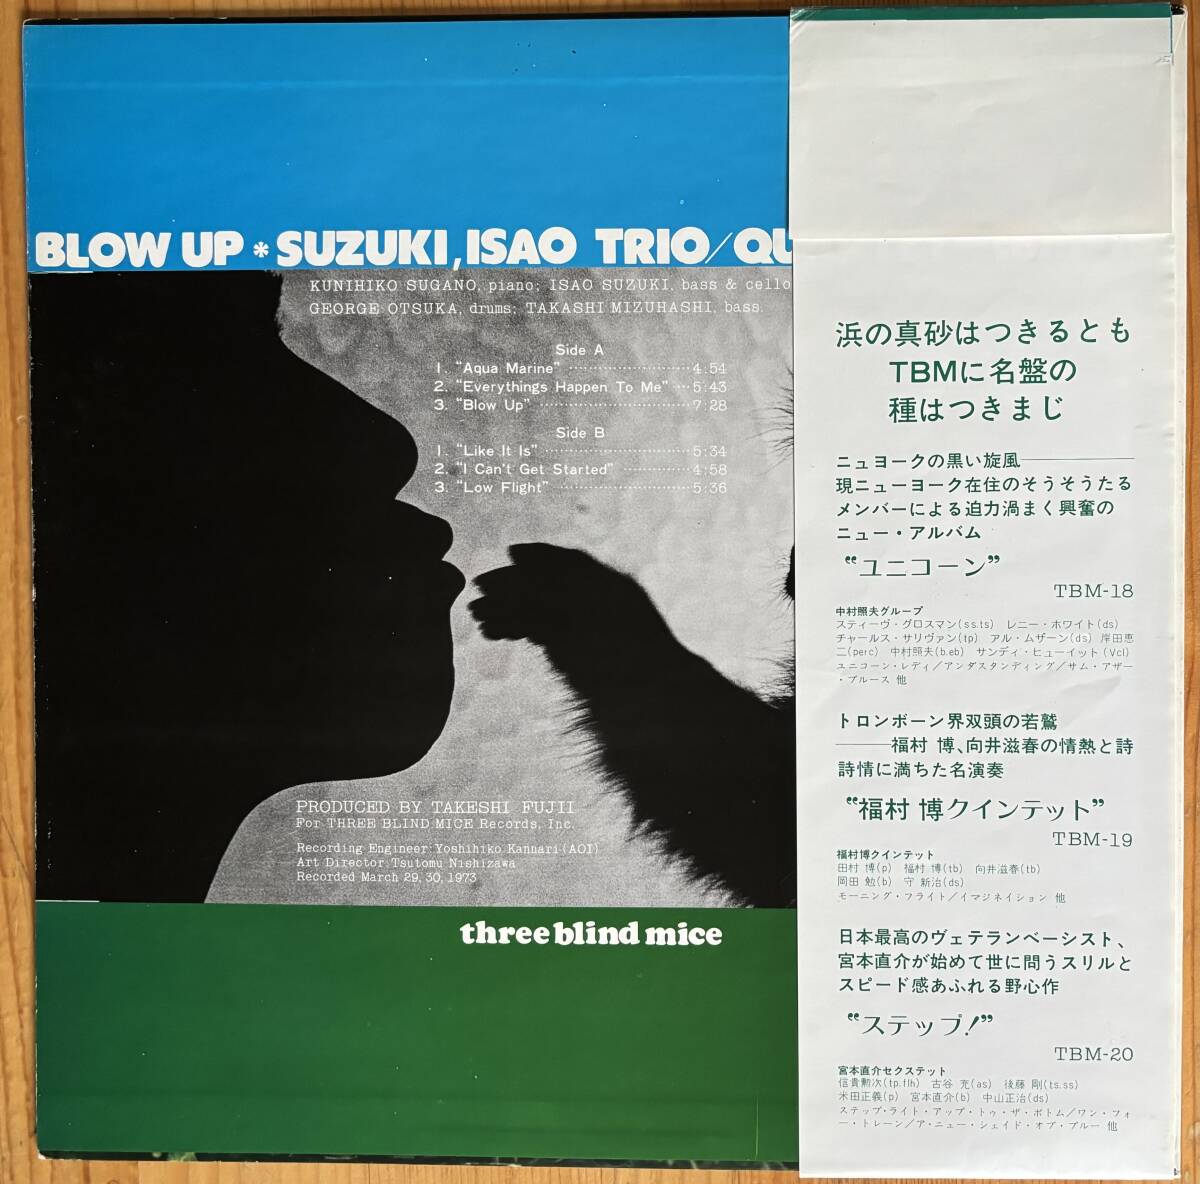 BLOW UP * SUZUKI, ISAO TRIO/QU
KUNIHIKO SUGANO, piano; ISAO SUZUKI, bass & cello
GEORGE OTSUKA, drums; TAKASHI MIZUHASHI, bass.
Side A
1. “Aqua Marine” 4:54
2. “Everythings Happen To Me” 5:43
3. “Blow Up” 7:28
Side B
1. “Like It Is” 5:34
2. “I Can't Get Started” 4:58
3. “Low Flight” 5:36
PRODUCED BY TAKESHI FUJII
For THREE BLIND MICE Records, Inc.
Recording Engineer: Yoshihiko Kannari (AOI)
Art Director: Tsutomu Nishizawa
Recorded March 29, 30, 1973
three blind mice
浜の真砂はつきるとも
TBMに名盤の
種はつきまじ
ニュヨークの黒い旋風――
現ニューヨーク在住のそうそうたる
メンバーによる迫力渦まく興奮の
ニュー・アルバム
“ユニコーン”
TBM-18
中村照夫グループ
スティーヴ・グロスマン(ss.ts) レニー・ホワイト(ds)
チャールス・サリヴァン(tp) アル・ムザーン(ds) 岸田恵
二(perc) 中村照夫(b.eb) サンディ・ヒューイット(Vcl)
ユニコーン・レディ／アンダスタンディング／サム・アザー
・ブルース 他
トロンボーン界双頭の若鷲
――福村 博、向井滋春の情熱と詩
詩情に満ちた名演奏
“福村 博クインテット”
TBM-19
福村博クインテット
田村 博(p) 福村 博(tb) 向井滋春(tb)
岡田 勉(b) 守 新治(ds)
モーニング・フライト／イマジネイション 他
日本最高のヴェテランベーシスト、
宮本直介が始めて世に問うスリルと
スピード感あふれる野心作
“ステップ!”
TBM-20
宮本直介セクステット
信貴勲次(tp.flh) 古谷 充(as) 後藤 剛(ts.ss)
米田正義(p) 宮本直介(b) 中山正治(ds)
ステップ・ライト・アップ・トゥ・ザ・ボトム／ワン・フォ
ー・トレーン／ア・ニュー・シェイド・オブ・ブルー 他